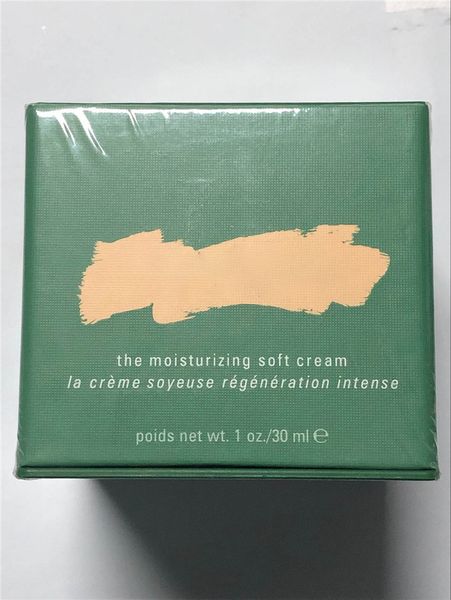 the moisturizing soft cream
la crème soyeuse régénération intense
poids net wt. 1 oz./30 ml ℮